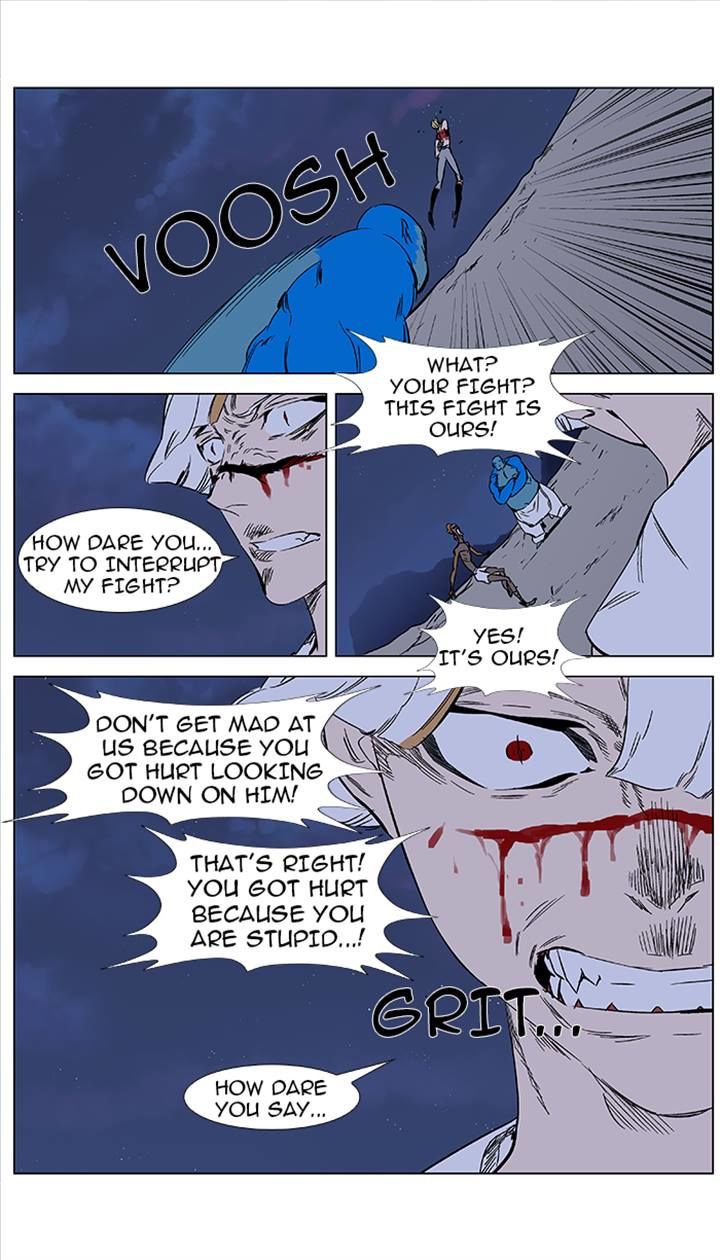 VOOSH
WHAT?
YOUR FIGHT?
THIS FIGHT IS
OURS!
HOW DARE YOU...
TRY TO INTERRUPT
MY FIGHT?
YES!
IT'S OURS!
DON'T GET MAD AT
US BECAUSE YOU
GOT HURT LOOKING
DOWN ON HIM!
THAT'S RIGHT!
YOU GOT HURT
BECAUSE YOU
ARE STUPID...!
GRIT...
HOW DARE
YOU SAY...